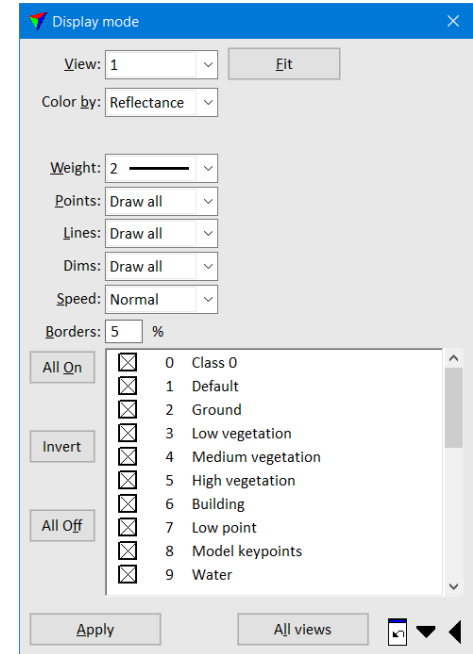 Display mode
View: 1 Fit
Color by: Reflectance
Weight: 2
Points: Draw all
Lines: Draw all
Dims: Draw all
Speed: Normal
Borders: 5 %
All On
0 Class 0
1 Default
2 Ground
3 Low vegetation
Invert
4 Medium vegetation
5 High vegetation
6 Building
All Off
7 Low point
8 Model keypoints
9 Water
Apply All views